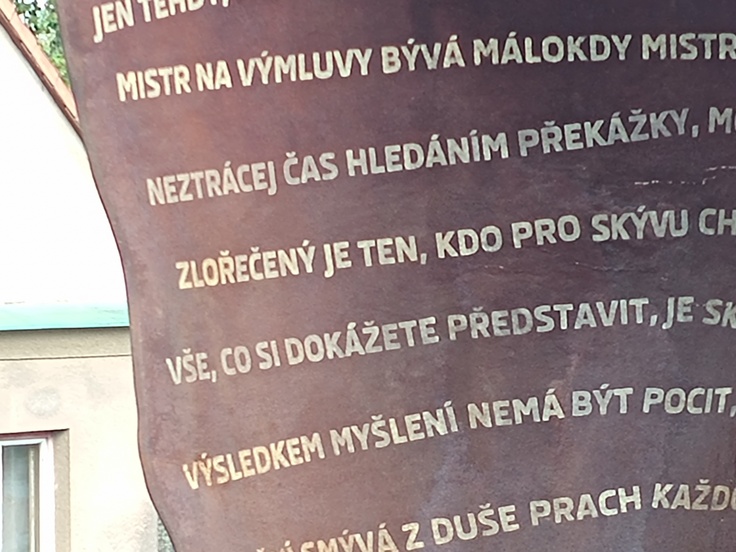 JEN
MISTR NA VÝMLUVY BÝVÁ MÁLOKDY MISTR
NEZTRÁCEJ ČAS HLEDÁNÍM PŘEKÁŽKY,
ZLOŘEČENÝ JE TEN, KDO PRO SKÝVU
VŠE, CO SI DOKÁŽETE PŘEDSTAVIT, JE
VÝSLEDKEM MYŠLENÍ NEMÁ BÝT POCIT,
SMÝVÁ Z DUŠE PRACH